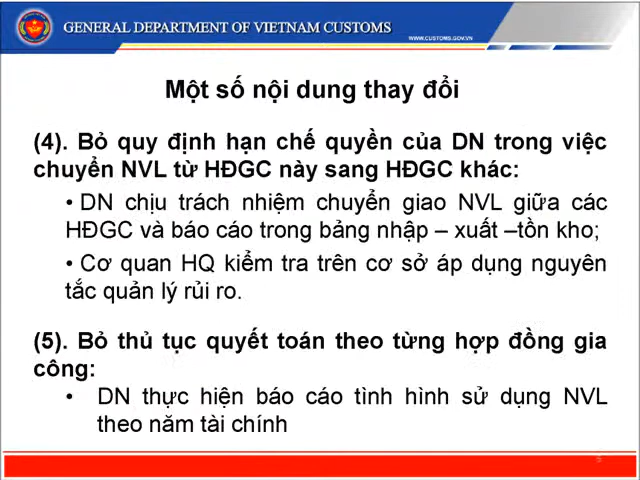 GENERAL DEPARTMENT OF VIETNAM CUSTOMS
WWW.CUSTOMS.GOV.VN
Một số nội dung thay đổi
(4). Bỏ quy định hạn chế quyền của DN trong việc
chuyển NVL từ HĐGC này sang HĐGC khác:
• DN chịu trách nhiệm chuyển giao NVL giữa các
HĐGC và báo cáo trong bảng nhập – xuất –tồn kho;
• Cơ quan HQ kiểm tra trên cơ sở áp dụng nguyên
tắc quản lý rủi ro.
(5). Bỏ thủ tục quyết toán theo từng hợp đồng gia
công:
• DN thực hiện báo cáo tình hình sử dụng NVL
theo năm tài chính